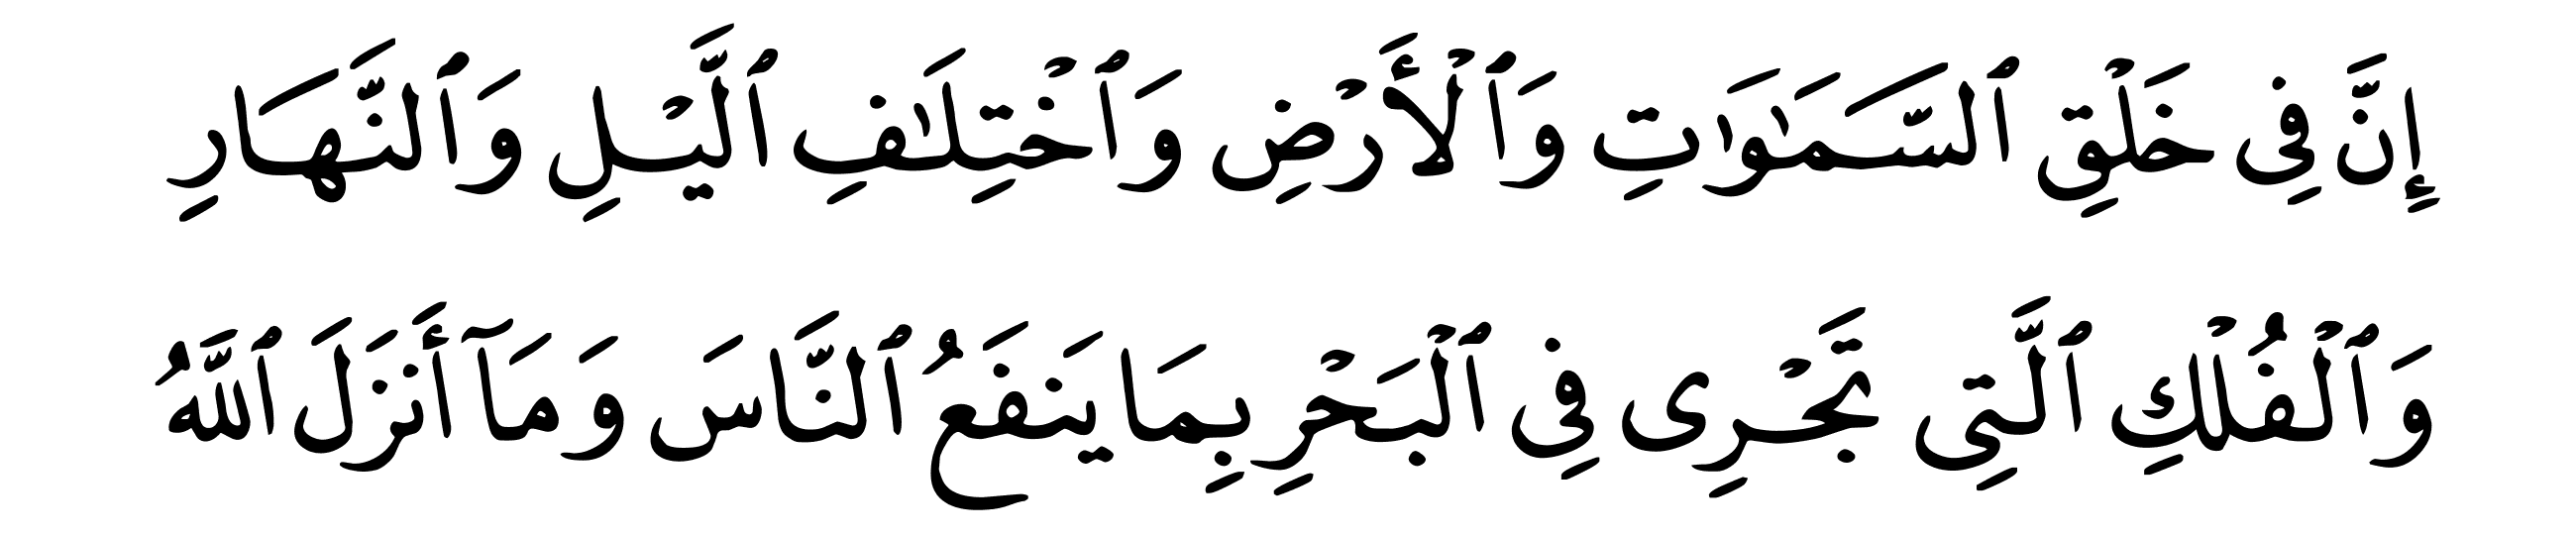 إِنَّ فِى خَلْقِ ٱلسَّمَـٰوَٰتِ وَٱلْأَرْضِ وَٱخْتِلَـٰفِ ٱلَّيْلِ وَٱلنَّهَارِ
وَٱلْفُلْكِ ٱلَّتِى تَجْرِى فِى ٱلْبَحْرِ بِمَا يَنفَعُ ٱلنَّاسَ وَمَآ أَنزَلَ ٱللَّهُ